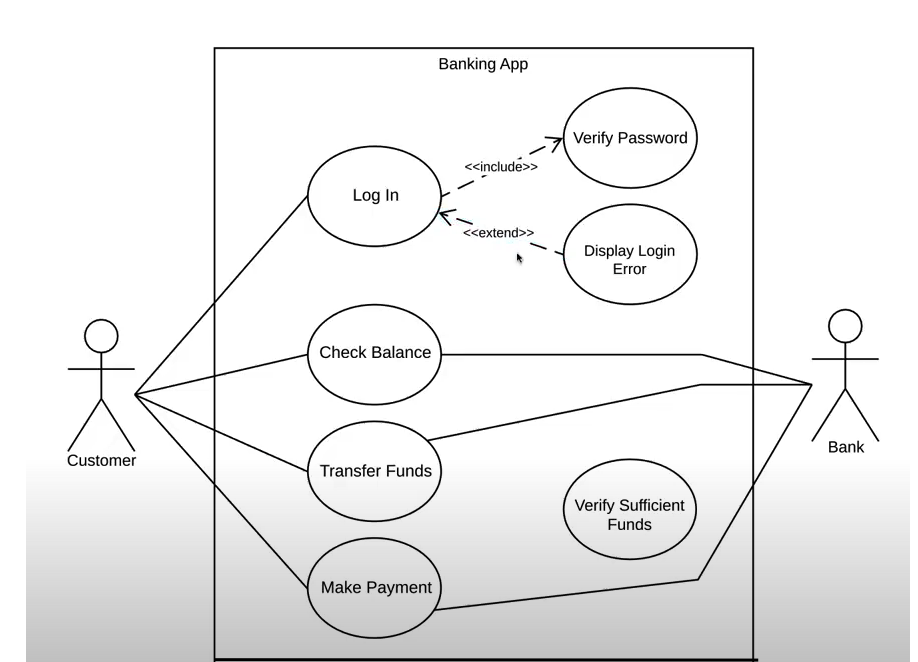 Banking App
Verify Password
<<include>>
Log In
<<extend>>
Display Login
Error
Check Balance
Customer
Bank
Transfer Funds
Verify Sufficient
Funds
Make Payment